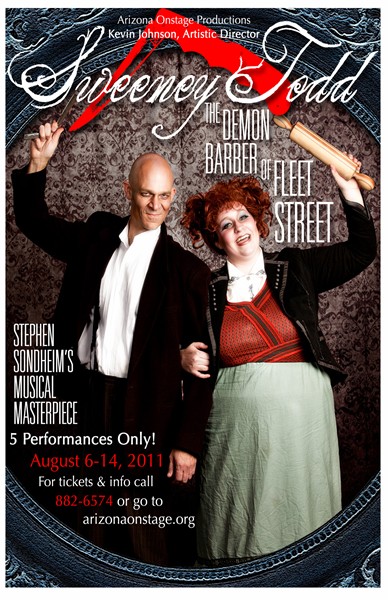 Arizona Onstage Productions
Kevin Johnson, Artistic Director
Sweeney Todd
THE
DEMON
BARBER
OF
FLEET
STREET
STEPHEN
SONDHEIM'S
MUSICAL
MASTERPIECE
5 Performances Only!
August 6-14, 2011
For tickets & info call
882-6574 or go to
arizonaonstage.org